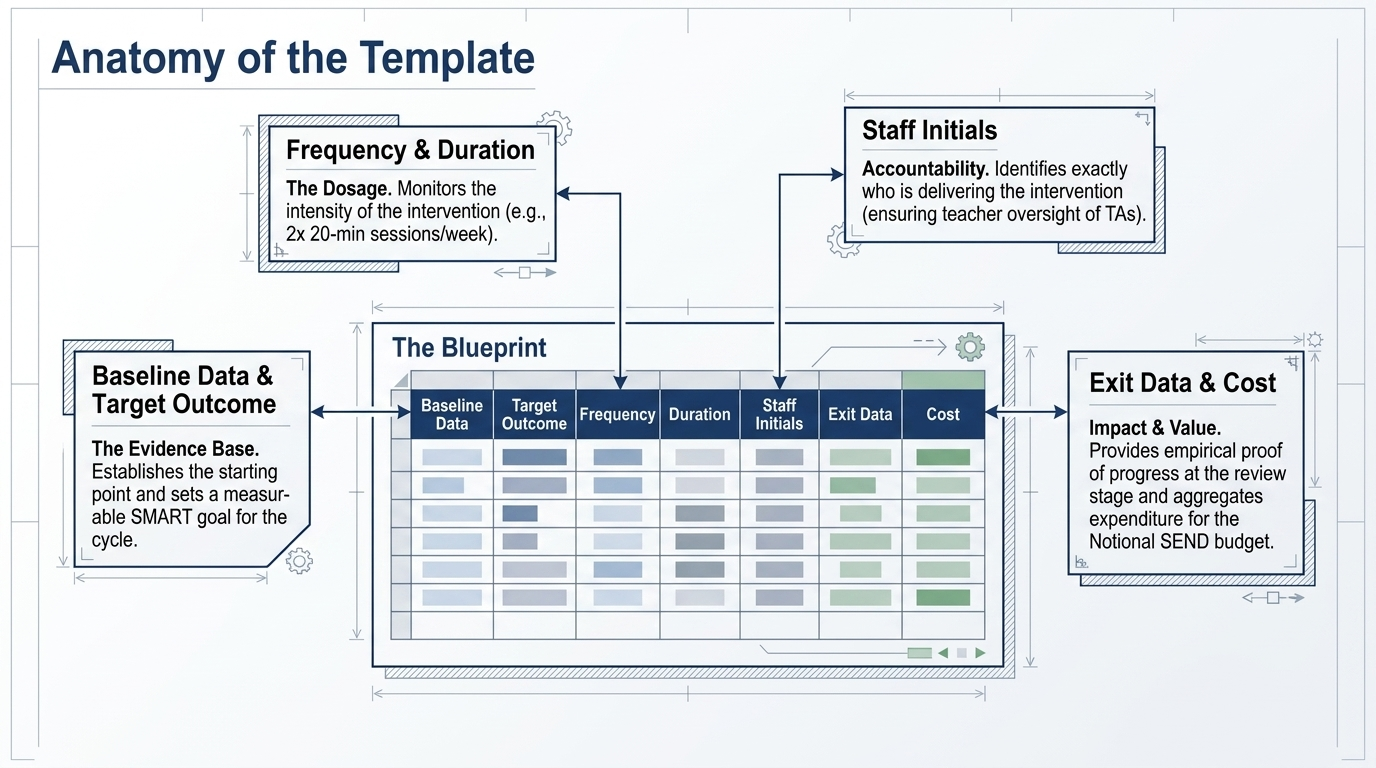 Anatomy of the Template
Frequency & Duration
The Dosage. Monitors the
intensity of the intervention (e.g.,
2x 20-min sessions/week).
Staff Initials
Accountability. Identifies exactly
who is delivering the intervention
(ensuring teacher oversight of TAs).
Baseline Data &
Target Outcome
The Evidence Base.
Establishes the starting
point and sets a measur-
able SMART goal for the
cycle.
The Blueprint
Baseline
Data
Target
Outcome
Frequency
Duration
Staff
Initials
Exit Data
Cost
Exit Data & Cost
Impact & Value.
Provides empirical proof
of progress at the review
stage and aggregates
expenditure for the
Notional SEND budget.